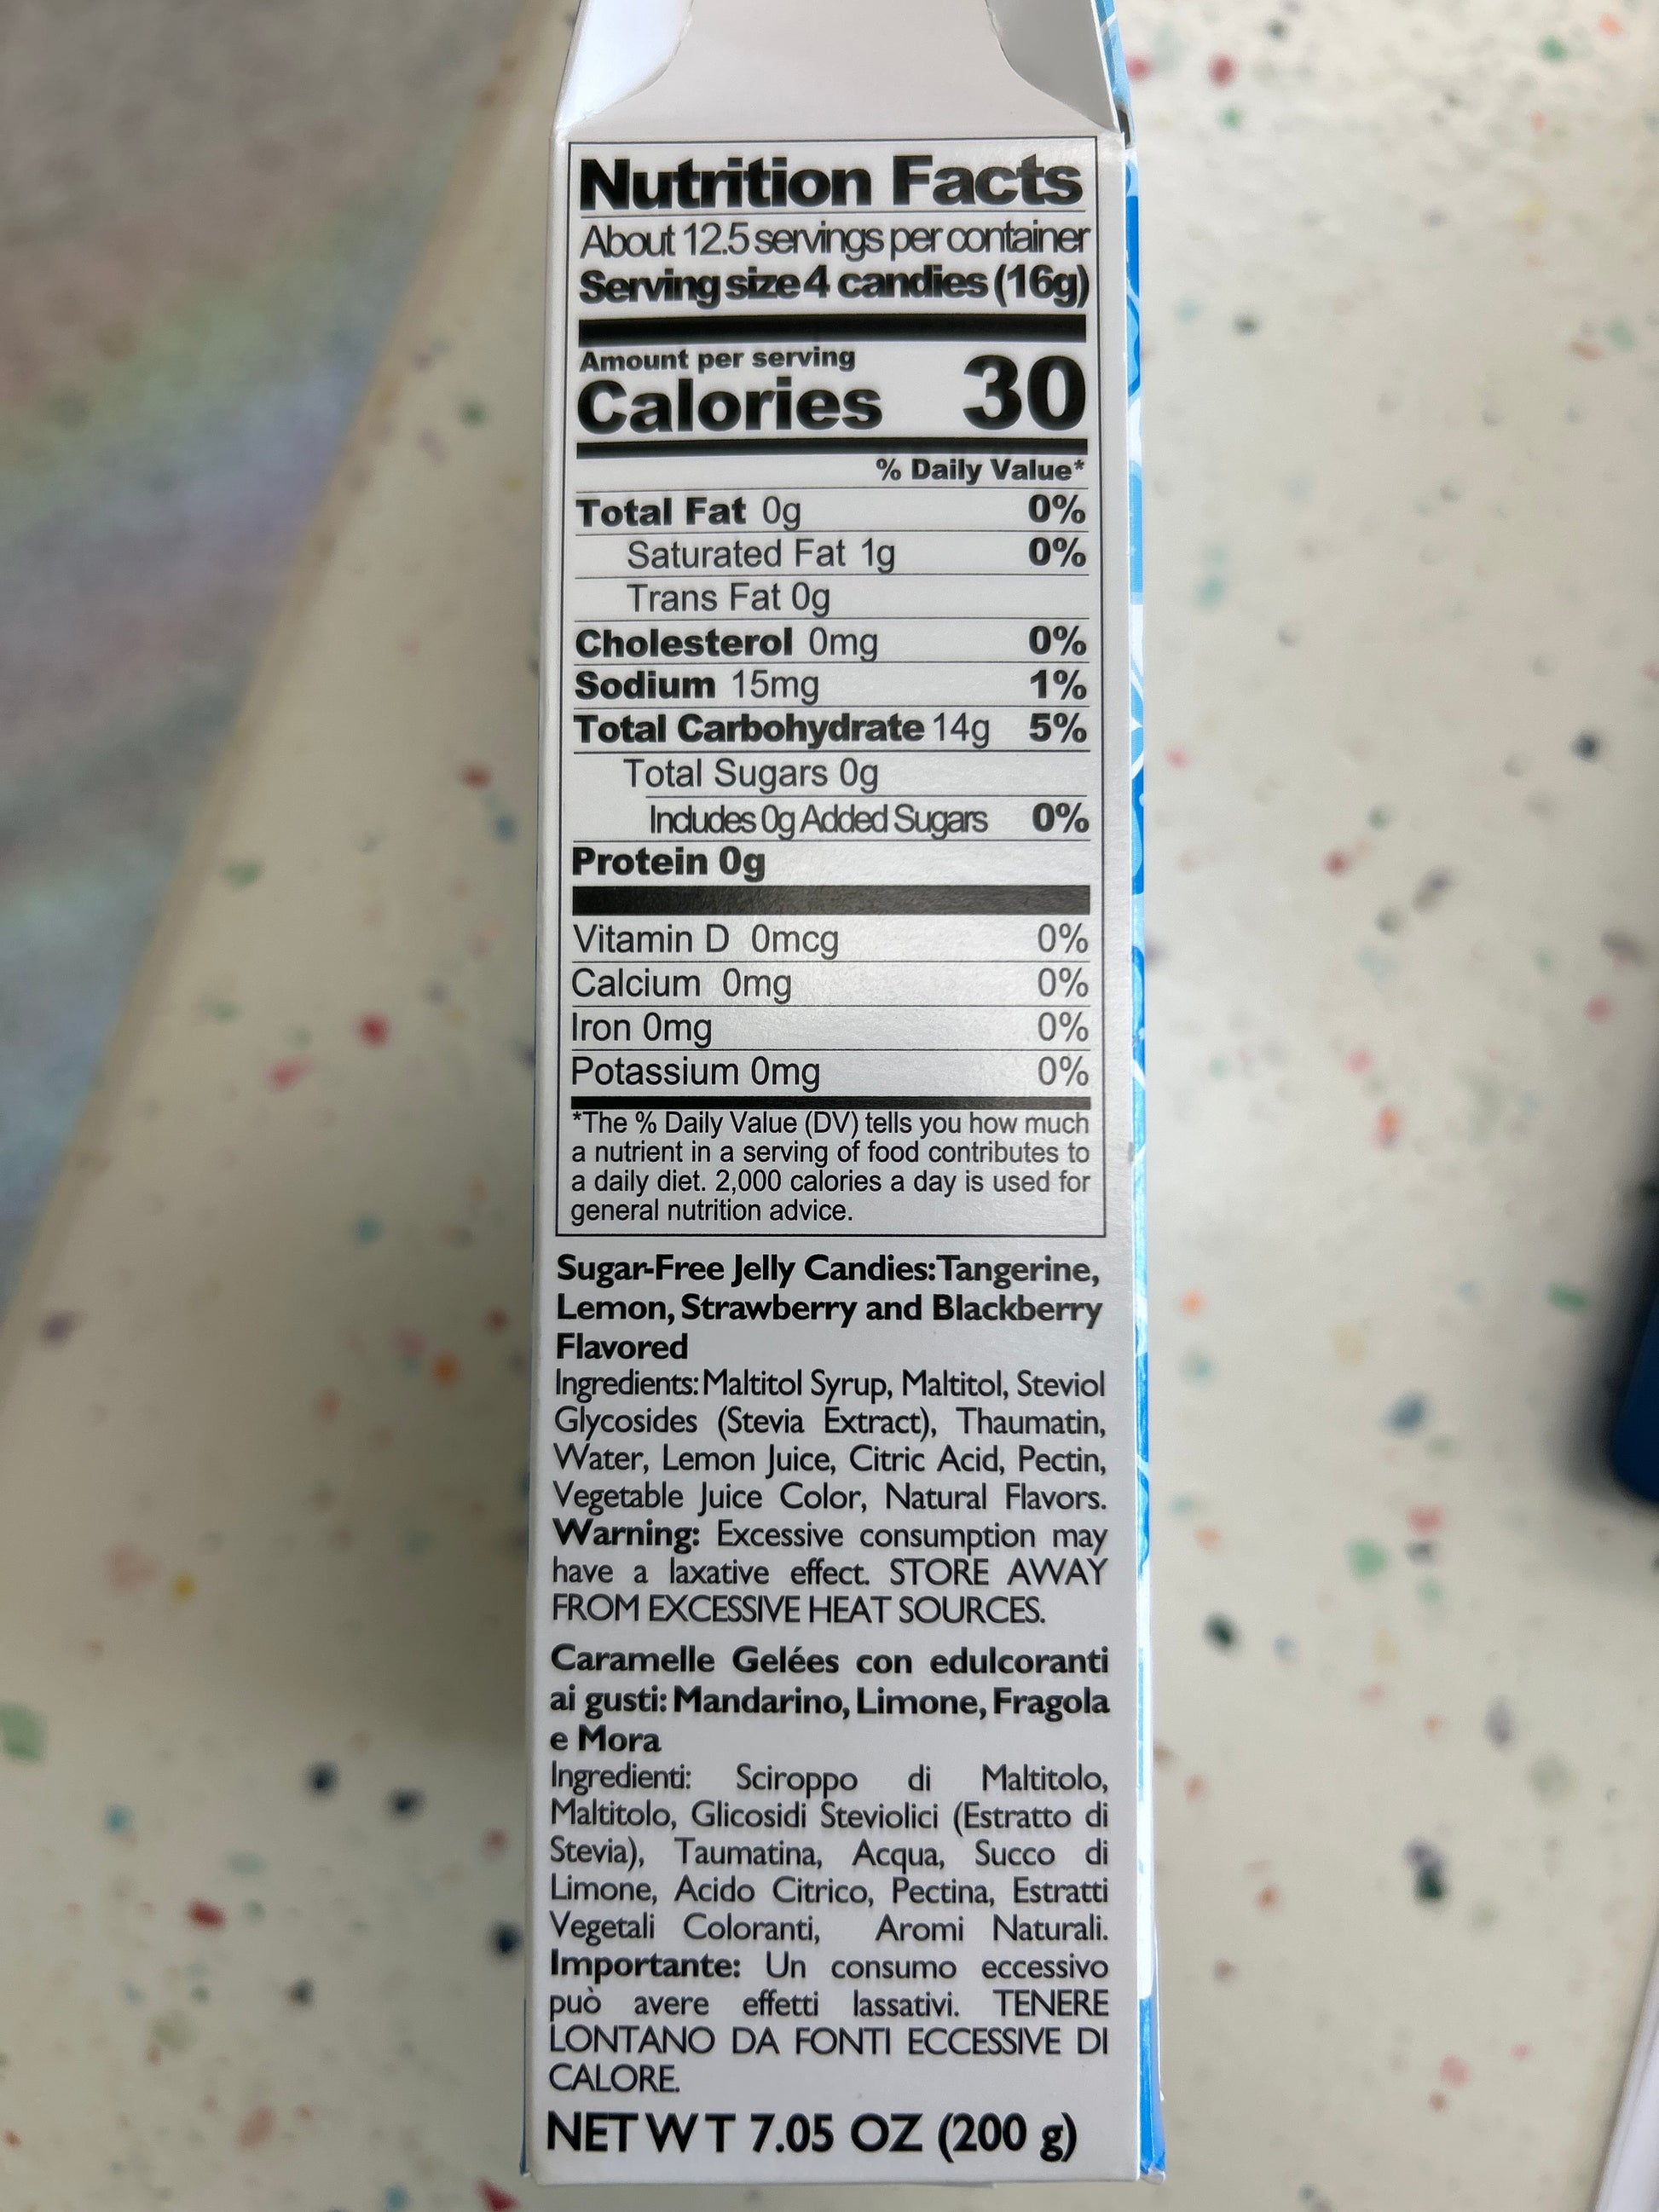 Nutrition Facts
About 12.5 servings per container
Serving size 4 candies (16g)
Amount per serving
Calories 30
% Daily Value*
Total Fat 0g 0%
Saturated Fat 1g 0%
Trans Fat 0g
Cholesterol 0mg 0%
Sodium 15mg 1%
Total Carbohydrate 14g 5%
Total Sugars 0g
Includes 0g Added Sugars 0%
Protein 0g
Vitamin D 0mcg 0%
Calcium 0mg 0%
Iron 0mg 0%
Potassium 0mg 0%
*The % Daily Value (DV) tells you how much
a nutrient in a serving of food contributes to
a daily diet. 2,000 calories a day is used for
general nutrition advice.
Sugar-Free Jelly Candies: Tangerine,
Lemon, Strawberry and Blackberry
Flavored
Ingredients: Maltitol Syrup, Maltitol, Steviol
Glycosides (Stevia Extract), Thaumatin,
Water, Lemon Juice, Citric Acid, Pectin,
Vegetable Juice Color, Natural Flavors.
Warning: Excessive consumption may
have a laxative effect. STORE AWAY
FROM EXCESSIVE HEAT SOURCES.
Caramelle Gelées con edulcoranti
ai gusti: Mandarino, Limone, Fragola
e Mora
Ingredienti: Sciroppo di Maltitolo,
Maltitolo, Glicosidi Steviolici (Estratto di
Stevia), Taumatina, Acqua, Succo di
Limone, Acido Citrico, Pectina, Estratti
Vegetali Coloranti, Aromi Naturali.
Importante: Un consumo eccessivo
può avere effetti lassativi. TENERE
LONTANO DA FONTI ECCESSIVE DI
CALORE.
NET WT 7.05 OZ (200 g)